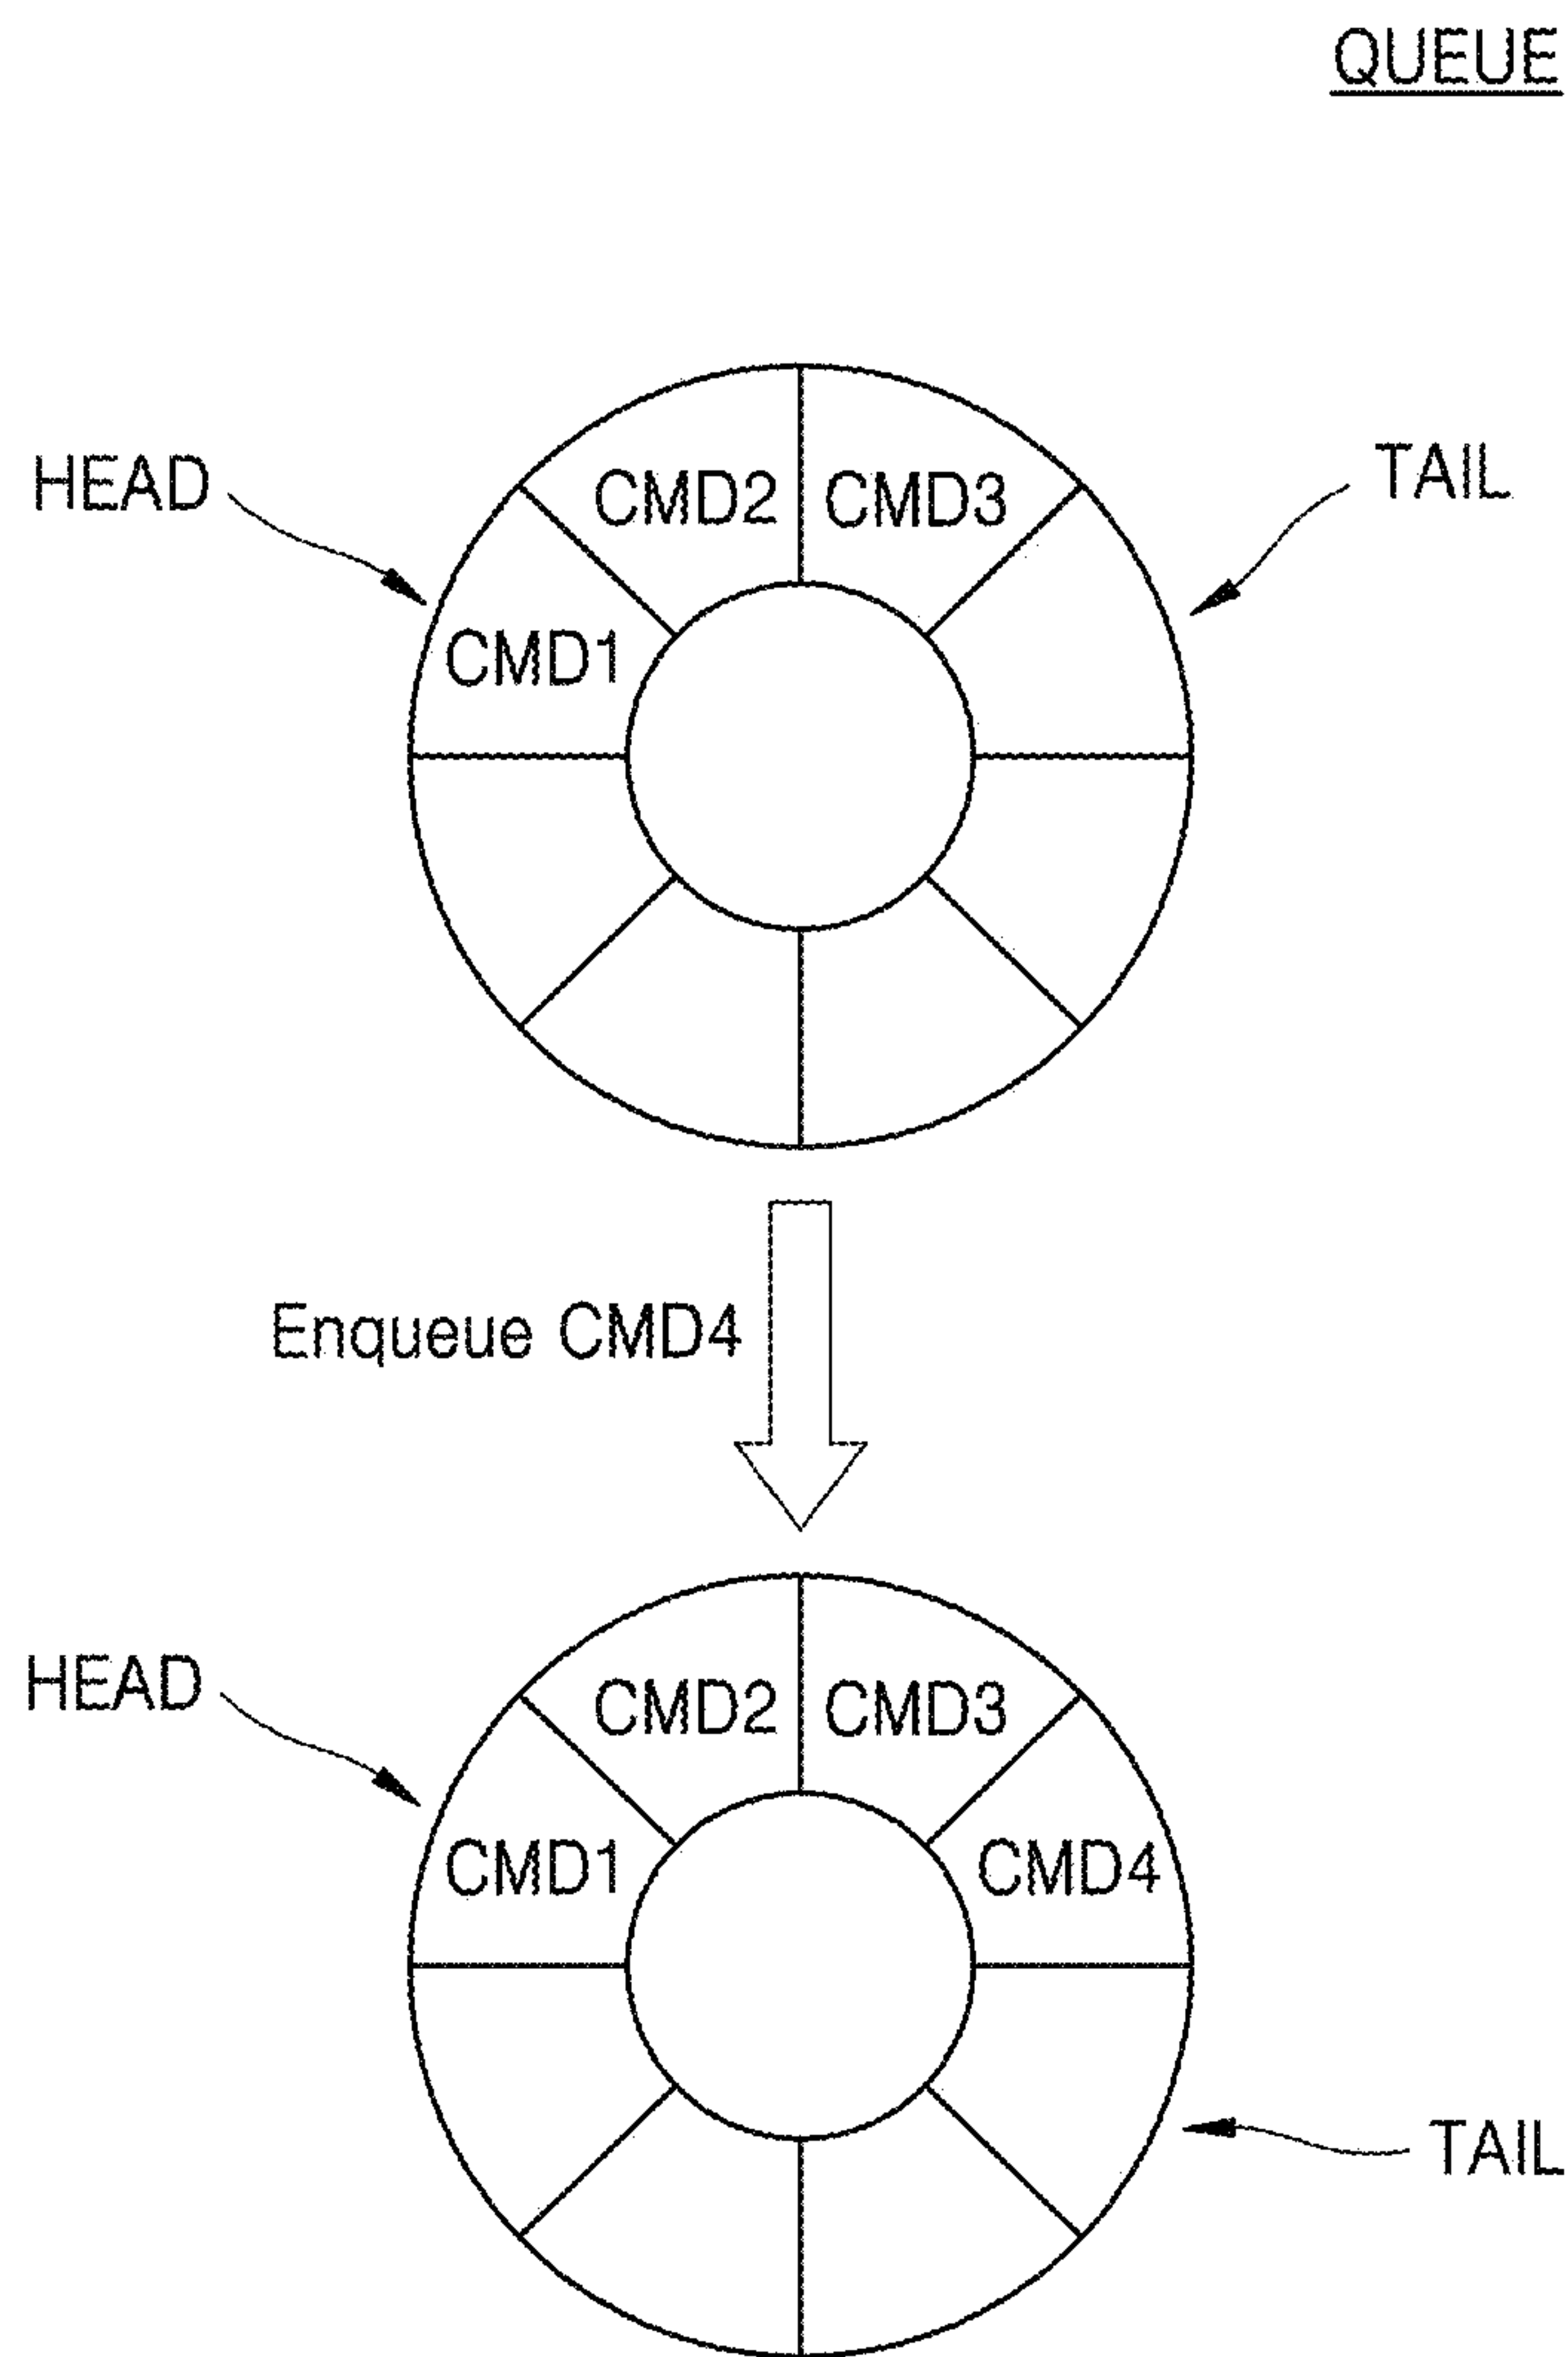 QUEUE
HEAD
TAIL
CMD2
CMD3
CMD1
Enqueue CMD4
HEAD
CMD2
CMD3
CMD1
CMD4
TAIL